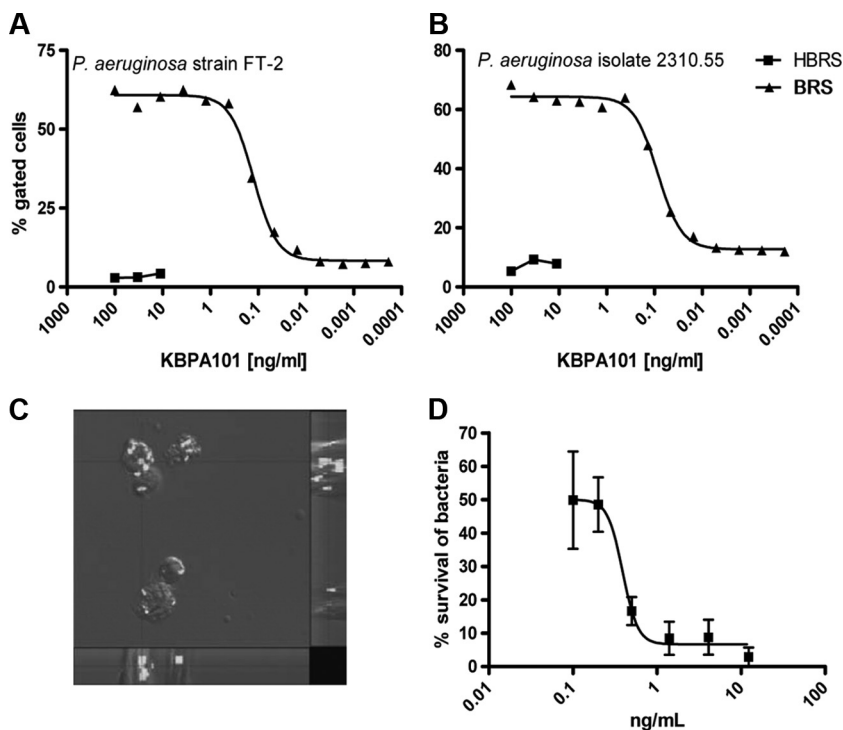 A
P. aeruginosa strain FT-2
75
50
25
0
% gated cells
1000
100
10
1
0.1
0.01
0.001
0.0001
KBPA101 [ng/ml]
B
P. aeruginosa isolate 2310.55
HBRS
BRS
80
60
40
20
0
1000
100
10
1
0.1
0.01
0.001
0.0001
KBPA101 [ng/ml]
C
D
70
60
50
40
30
20
10
0
% survival of bacteria
0.01
0.1
1
10
100
ng/mL